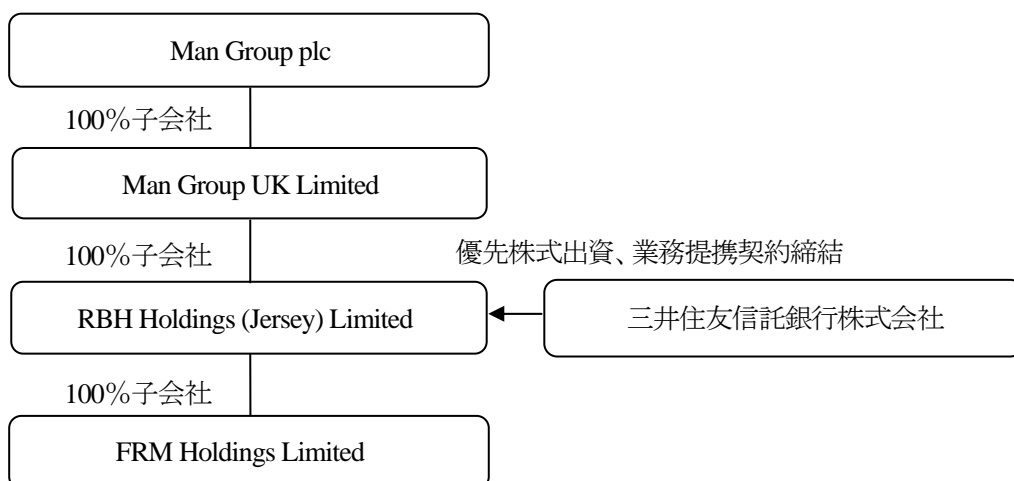 Man Group plc
100％子会社
Man Group UK Limited
100％子会社
優先株式出資、業務提携契約締結
RBH Holdings (Jersey) Limited
三井住友信託銀行株式会社
100％子会社
FRM Holdings Limited